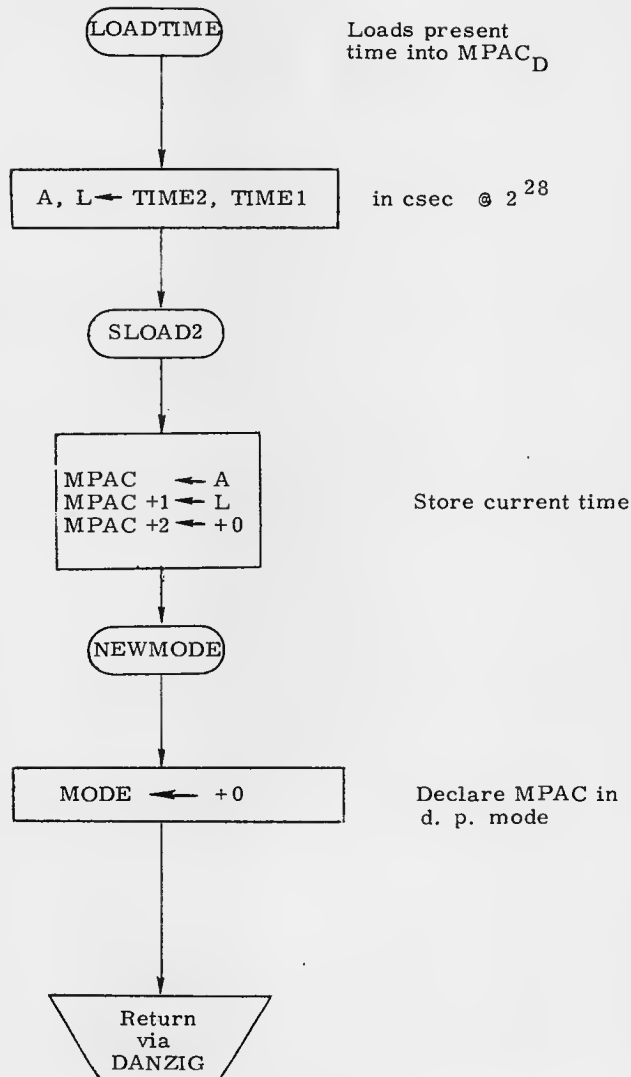 LOADTIME
Loads present
time into MPAC_D
A, L ← TIME2, TIME1
in csec @ 2^28
SLOAD2
MPAC ← A
MPAC +1 ← L
MPAC +2 ← +0
Store current time
NEWMODE
MODE ← +0
Declare MPAC in
d. p. mode
Return
via
DANZIG